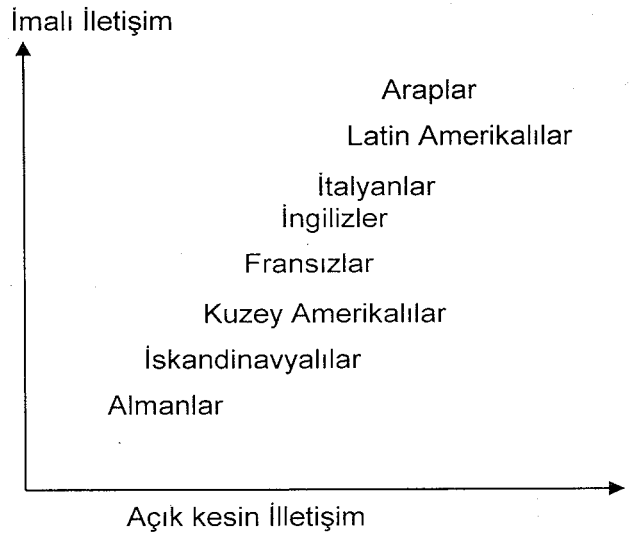 İmalı İletişim
Araplar
Latin Amerikalılar
İtalyanlar
İngilizler
Fransızlar
Kuzey Amerikalılar
İskandinavyalılar
Almanlar
Açık kesin İlletişim